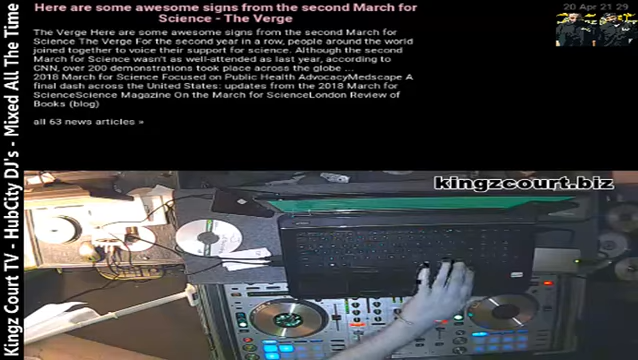 Here are some awesome signs from the second March for
Science - The Verge
The Verge Here are some awesome signs from the second March for
Science The Verge For the second year in a row, people around the world
joined together to voice their support for science. Although the second
March for Science wasn't as well-attended as last year, according to
CNN, over 200 demonstrations took place across the globe ...
2018 March for Science Focused on Public Health AdvocacyMedscape A
final dash across the United States: updates from the 2018 March for
ScienceScience Magazine On the March for ScienceLondon Review of
Books (blog)
all 63 news articles »
20 Apr 21 29
kingzcourt.biz
Kingz Court TV - HubCity DJ's - Mixed All The Time